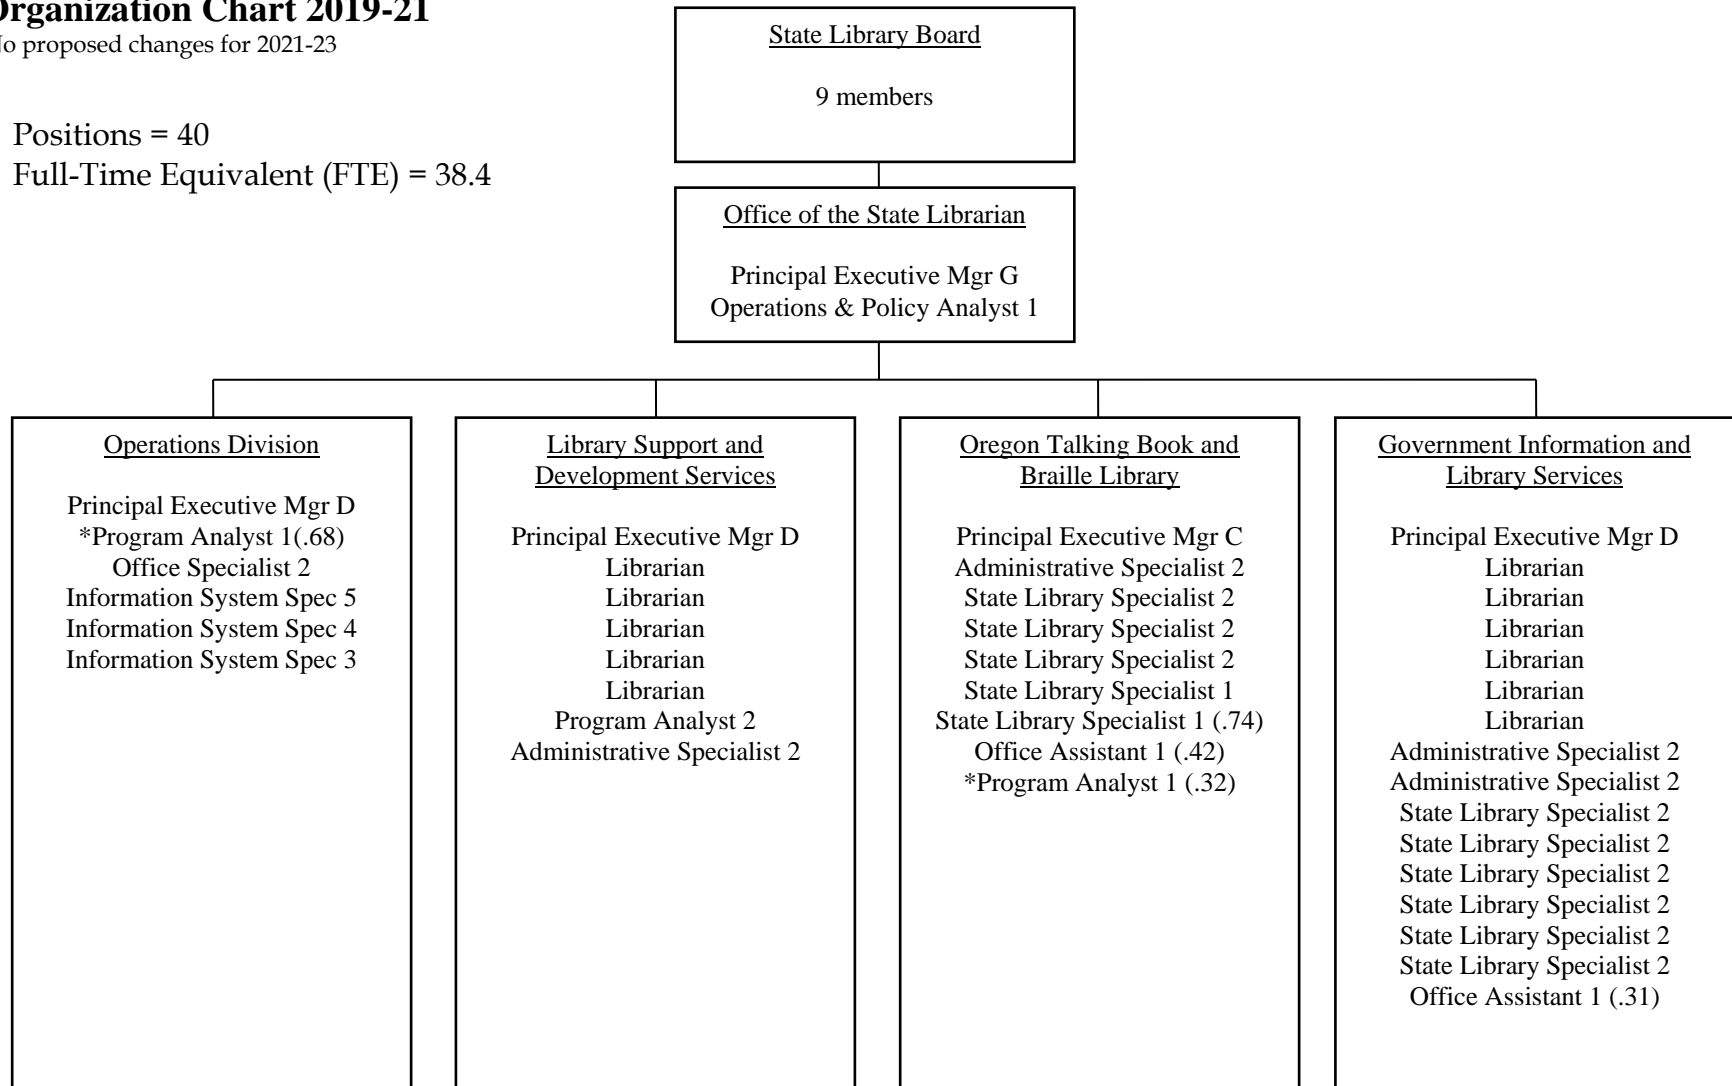 Organization Chart 2019-21
No proposed changes for 2021-23
Positions = 40
Full-Time Equivalent (FTE) = 38.4
State Library Board
9 members
Office of the State Librarian
Principal Executive Mgr G
Operations & Policy Analyst 1
Operations Division
Principal Executive Mgr D
*Program Analyst 1(.68)
Office Specialist 2
Information System Spec 5
Information System Spec 4
Information System Spec 3
Library Support and
Development Services
Principal Executive Mgr D
Librarian
Librarian
Librarian
Librarian
Librarian
Program Analyst 2
Administrative Specialist 2
Oregon Talking Book and
Braille Library
Principal Executive Mgr C
Administrative Specialist 2
State Library Specialist 2
State Library Specialist 2
State Library Specialist 2
State Library Specialist 1
State Library Specialist 1 (.74)
Office Assistant 1 (.42)
*Program Analyst 1 (.32)
Government Information and
Library Services
Principal Executive Mgr D
Librarian
Librarian
Librarian
Librarian
Librarian
Librarian
Administrative Specialist 2
Administrative Specialist 2
State Library Specialist 2
State Library Specialist 2
State Library Specialist 2
State Library Specialist 2
State Library Specialist 2
State Library Specialist 2
Office Assistant 1 (.31)